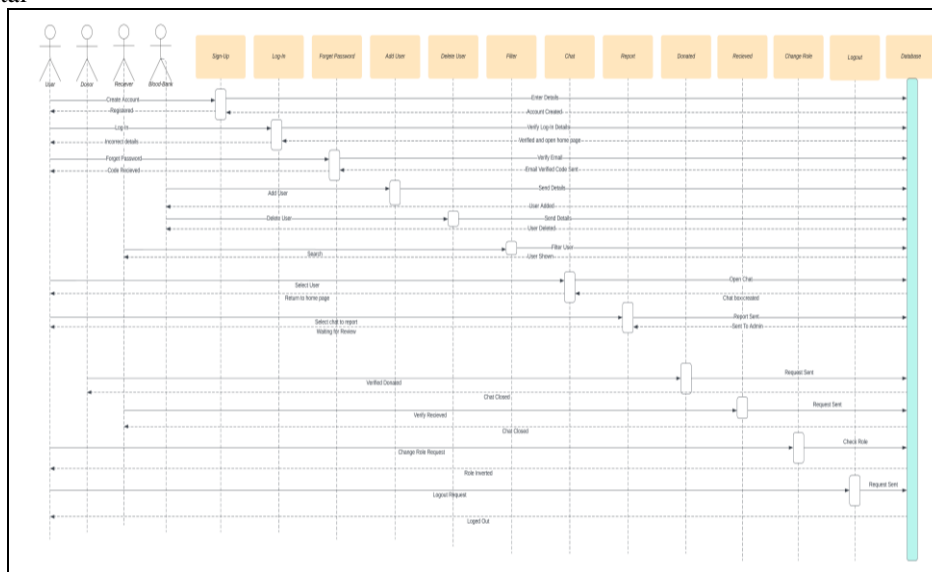 User Donor Reciever Blood-Bank Sign-Up Log-In Forget Password Add User Delete User Filter Chat Report Donated Recieved Change Role Logout Database
Create Account Enter Details
Registered Account Created
Log In Verify Log-In Details
Incorrect details Verified and open home page
Forget Password Verify Email
Code Recieved Email Verified Code Sent
Add User Send Details
User Added
Delete User Send Details
User Deleted
Filter User
Search User Shown
Select User Open Chat
Return to home page Chat box created
Select chat to report Report Sent
Waiting for Review Sent To Admin
Verified Donated Request Sent
Chat Closed
Verify Recieved Request Sent
Chat Closed
Change Role Request Check Role
Role Inverted
Logout Request Request Sent
Loged Out